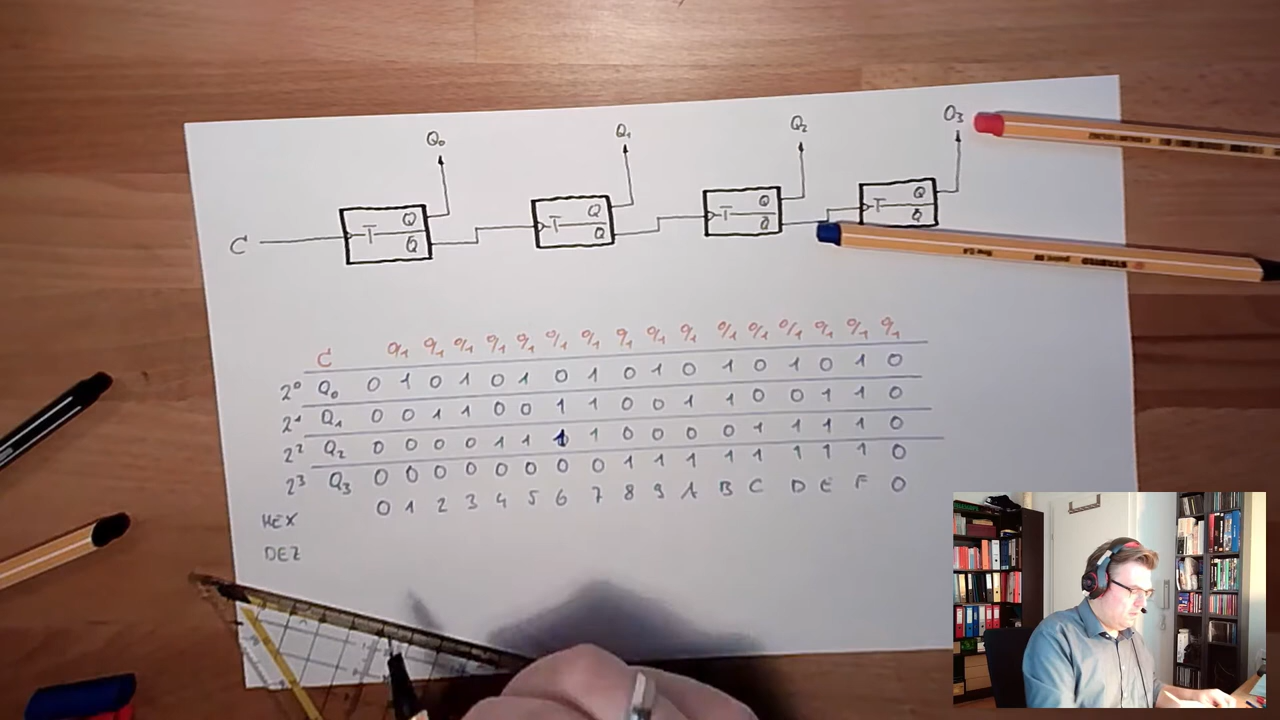 Q₀ Q₁ Q₂ Q₃
C T Q Q̅ T Q Q̅ T Q Q̅ T Q Q̅
C 0/1 0/1 0/1 0/1 0/1 0/1 0/1 0/1 0/1 0/1 0/1 0/1 0/1 0/1 0/1 0/1
2⁰ Q₀ 0 1 0 1 0 1 0 1 0 1 0 1 0 1 0 1 0
2¹ Q₁ 0 0 1 1 0 0 1 1 0 0 1 1 0 0 1 1 0
2² Q₂ 0 0 0 0 1 1 1 1 0 0 0 0 1 1 1 1 0
2³ Q₃ 0 0 0 0 0 0 0 0 1 1 1 1 1 1 1 1 0
HEX 0 1 2 3 4 5 6 7 8 9 A B C D E F 0
DEZ